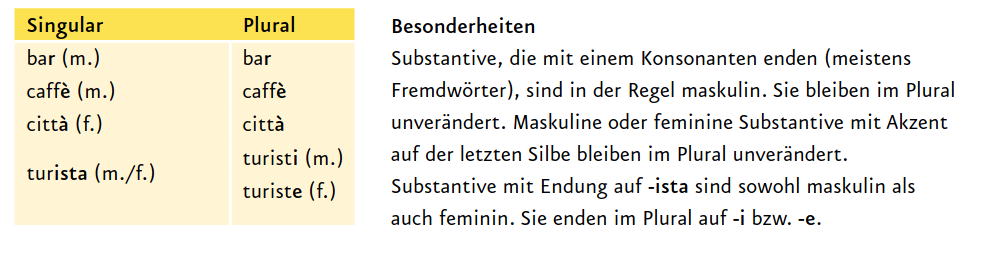 Singular Plural
bar (m.) bar
caffè (m.) caffè
città (f.) città
turista (m./f.) turisti (m.)
turiste (f.)
Besonderheiten
Substantive, die mit einem Konsonanten enden (meistens
Fremdwörter), sind in der Regel maskulin. Sie bleiben im Plural
unverändert. Maskuline oder feminine Substantive mit Akzent
auf der letzten Silbe bleiben im Plural unverändert.
Substantive mit Endung auf -ista sind sowohl maskulin als
auch feminin. Sie enden im Plural auf -i bzw. -e.